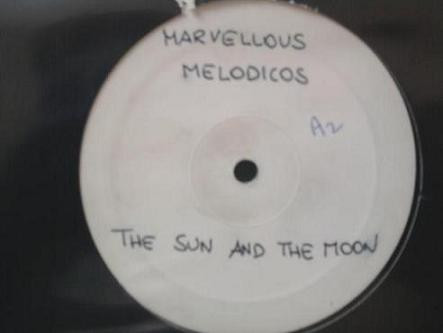 MARVELLOUS
MELODICOS
A2
THE SUN AND THE MOON